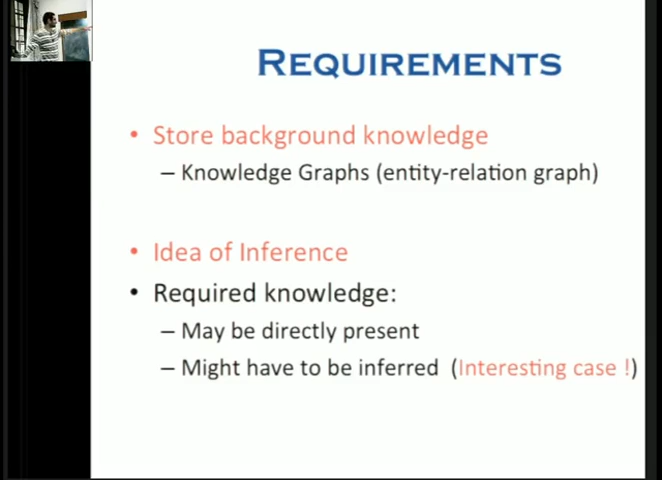 REQUIREMENTS
• Store background knowledge
– Knowledge Graphs (entity-relation graph)
• Idea of Inference
• Required knowledge:
– May be directly present
– Might have to be inferred (Interesting case !)